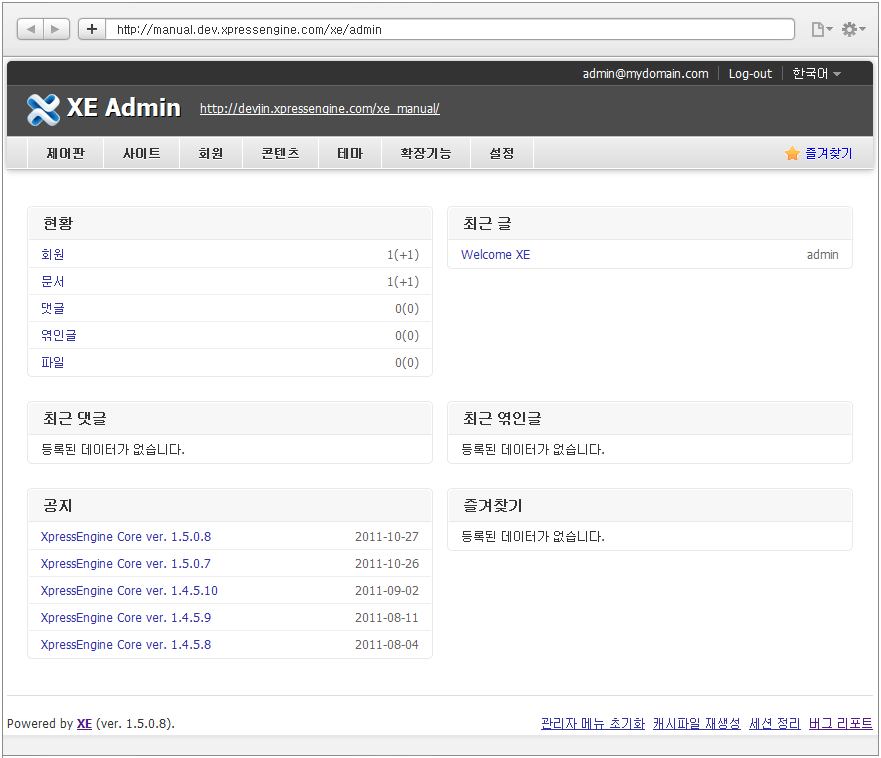 http://manual.dev.xpressengine.com/xe/admin
admin@mydomain.com Log-out 한국어
XE Admin http://devjin.xpressengine.com/xe_manual/
제어판 사이트 회원 콘텐츠 테마 확장기능 설정 즐겨찾기
현황
회원 1(+1)
문서 1(+1)
댓글 0(0)
엮인글 0(0)
파일 0(0)
최근 글
Welcome XE admin
최근 댓글
등록된 데이터가 없습니다.
최근 엮인글
등록된 데이터가 없습니다.
공지
XpressEngine Core ver. 1.5.0.8 2011-10-27
XpressEngine Core ver. 1.5.0.7 2011-10-26
XpressEngine Core ver. 1.4.5.10 2011-09-02
XpressEngine Core ver. 1.4.5.9 2011-08-11
XpressEngine Core ver. 1.4.5.8 2011-08-04
즐겨찾기
등록된 데이터가 없습니다.
Powered by XE (ver. 1.5.0.8). 관리자 메뉴 초기화 캐시파일 재생성 세션 정리 버그 리포트